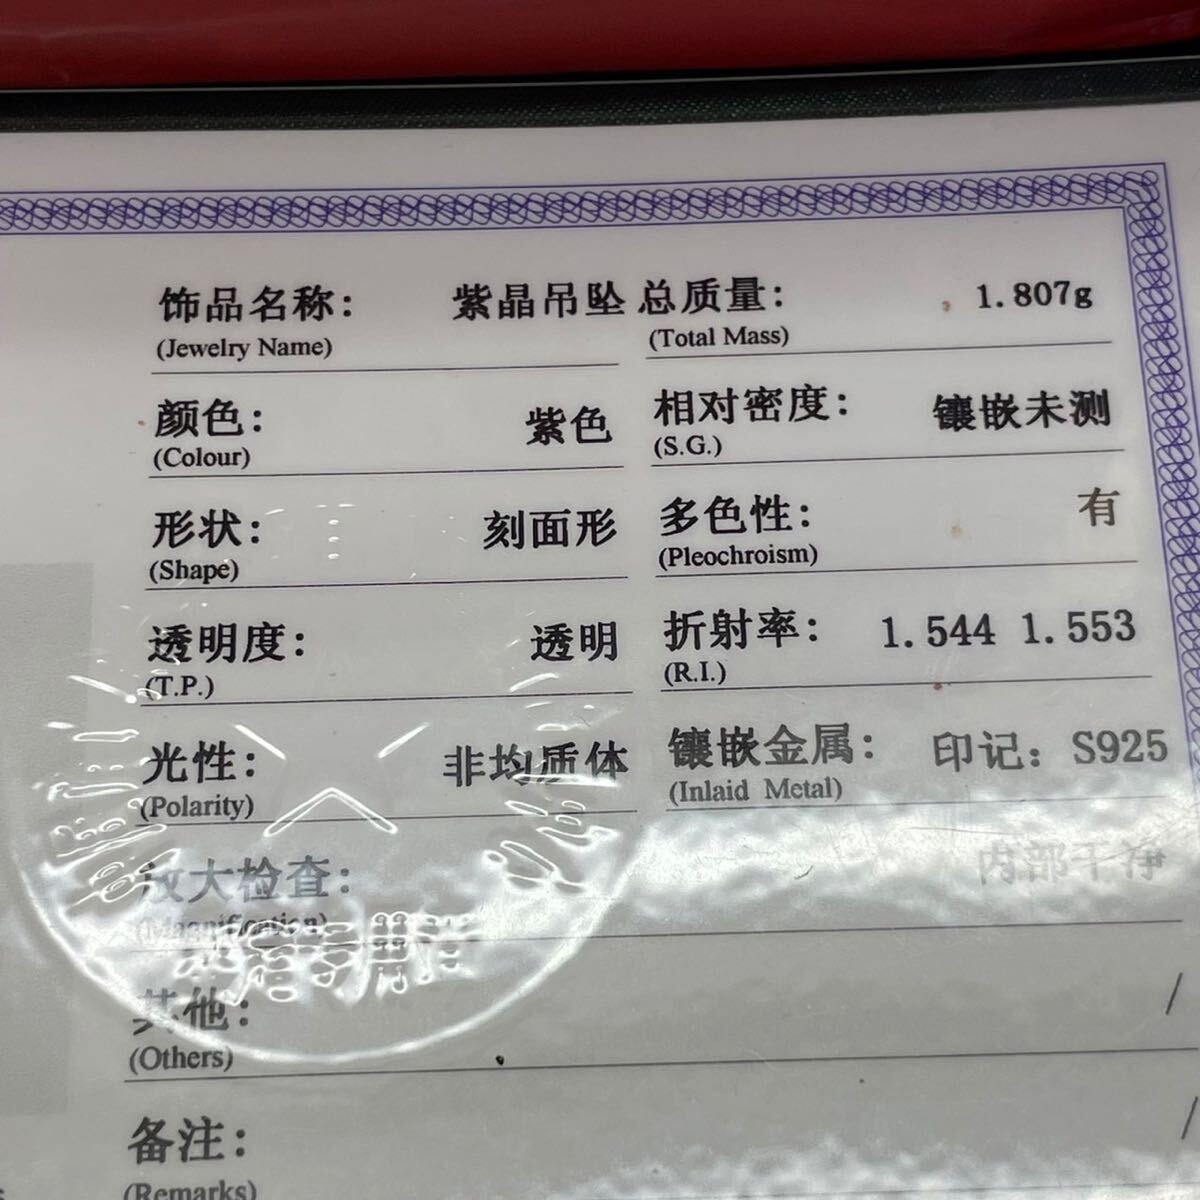 饰品名称: 紫晶吊坠 总质量: 1.807g
(Jewelry Name) (Total Mass)
颜色: 紫色 相对密度: 镶嵌未测
(Colour) (S.G.)
形状: 刻面形 多色性: 有
(Shape) (Pleochroism)
透明度: 透明 折射率: 1.544 1.553
(T.P.) (R.I.)
光性: 非均质体 镶嵌金属: 印记: S925
(Polarity) (Inlaid Metal)
放大检查: 内部干净
(Magnification)
其他: /
(Others)
备注: /
(Remarks)